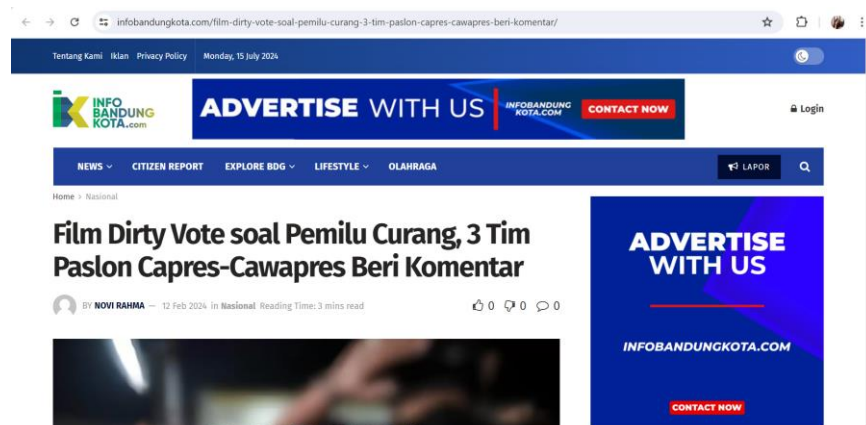 infobandungkota.com/film-dirty-vote-soal-pemilu-curang-3-tim-paslon-capres-cawapres-beri-komentar/
Tentang Kami Iklan Privacy Policy Monday, 15 July 2024
INFO
BANDUNG
KOTA.com
ADVERTISE WITH US
INFOBANDUNG
KOTA.COM
CONTACT NOW
Login
NEWS CITIZEN REPORT EXPLORE BDG LIFESTYLE OLAHRAGA
LAPOR
Home > Nasional
Film Dirty Vote soal Pemilu Curang, 3 Tim
Paslon Capres-Cawapres Beri Komentar
BY NOVI RAHMA — 12 Feb 2024 in Nasional Reading Time: 3 mins read
0 0 0
ADVERTISE
WITH US
INFOBANDUNGKOTA.COM
CONTACT NOW